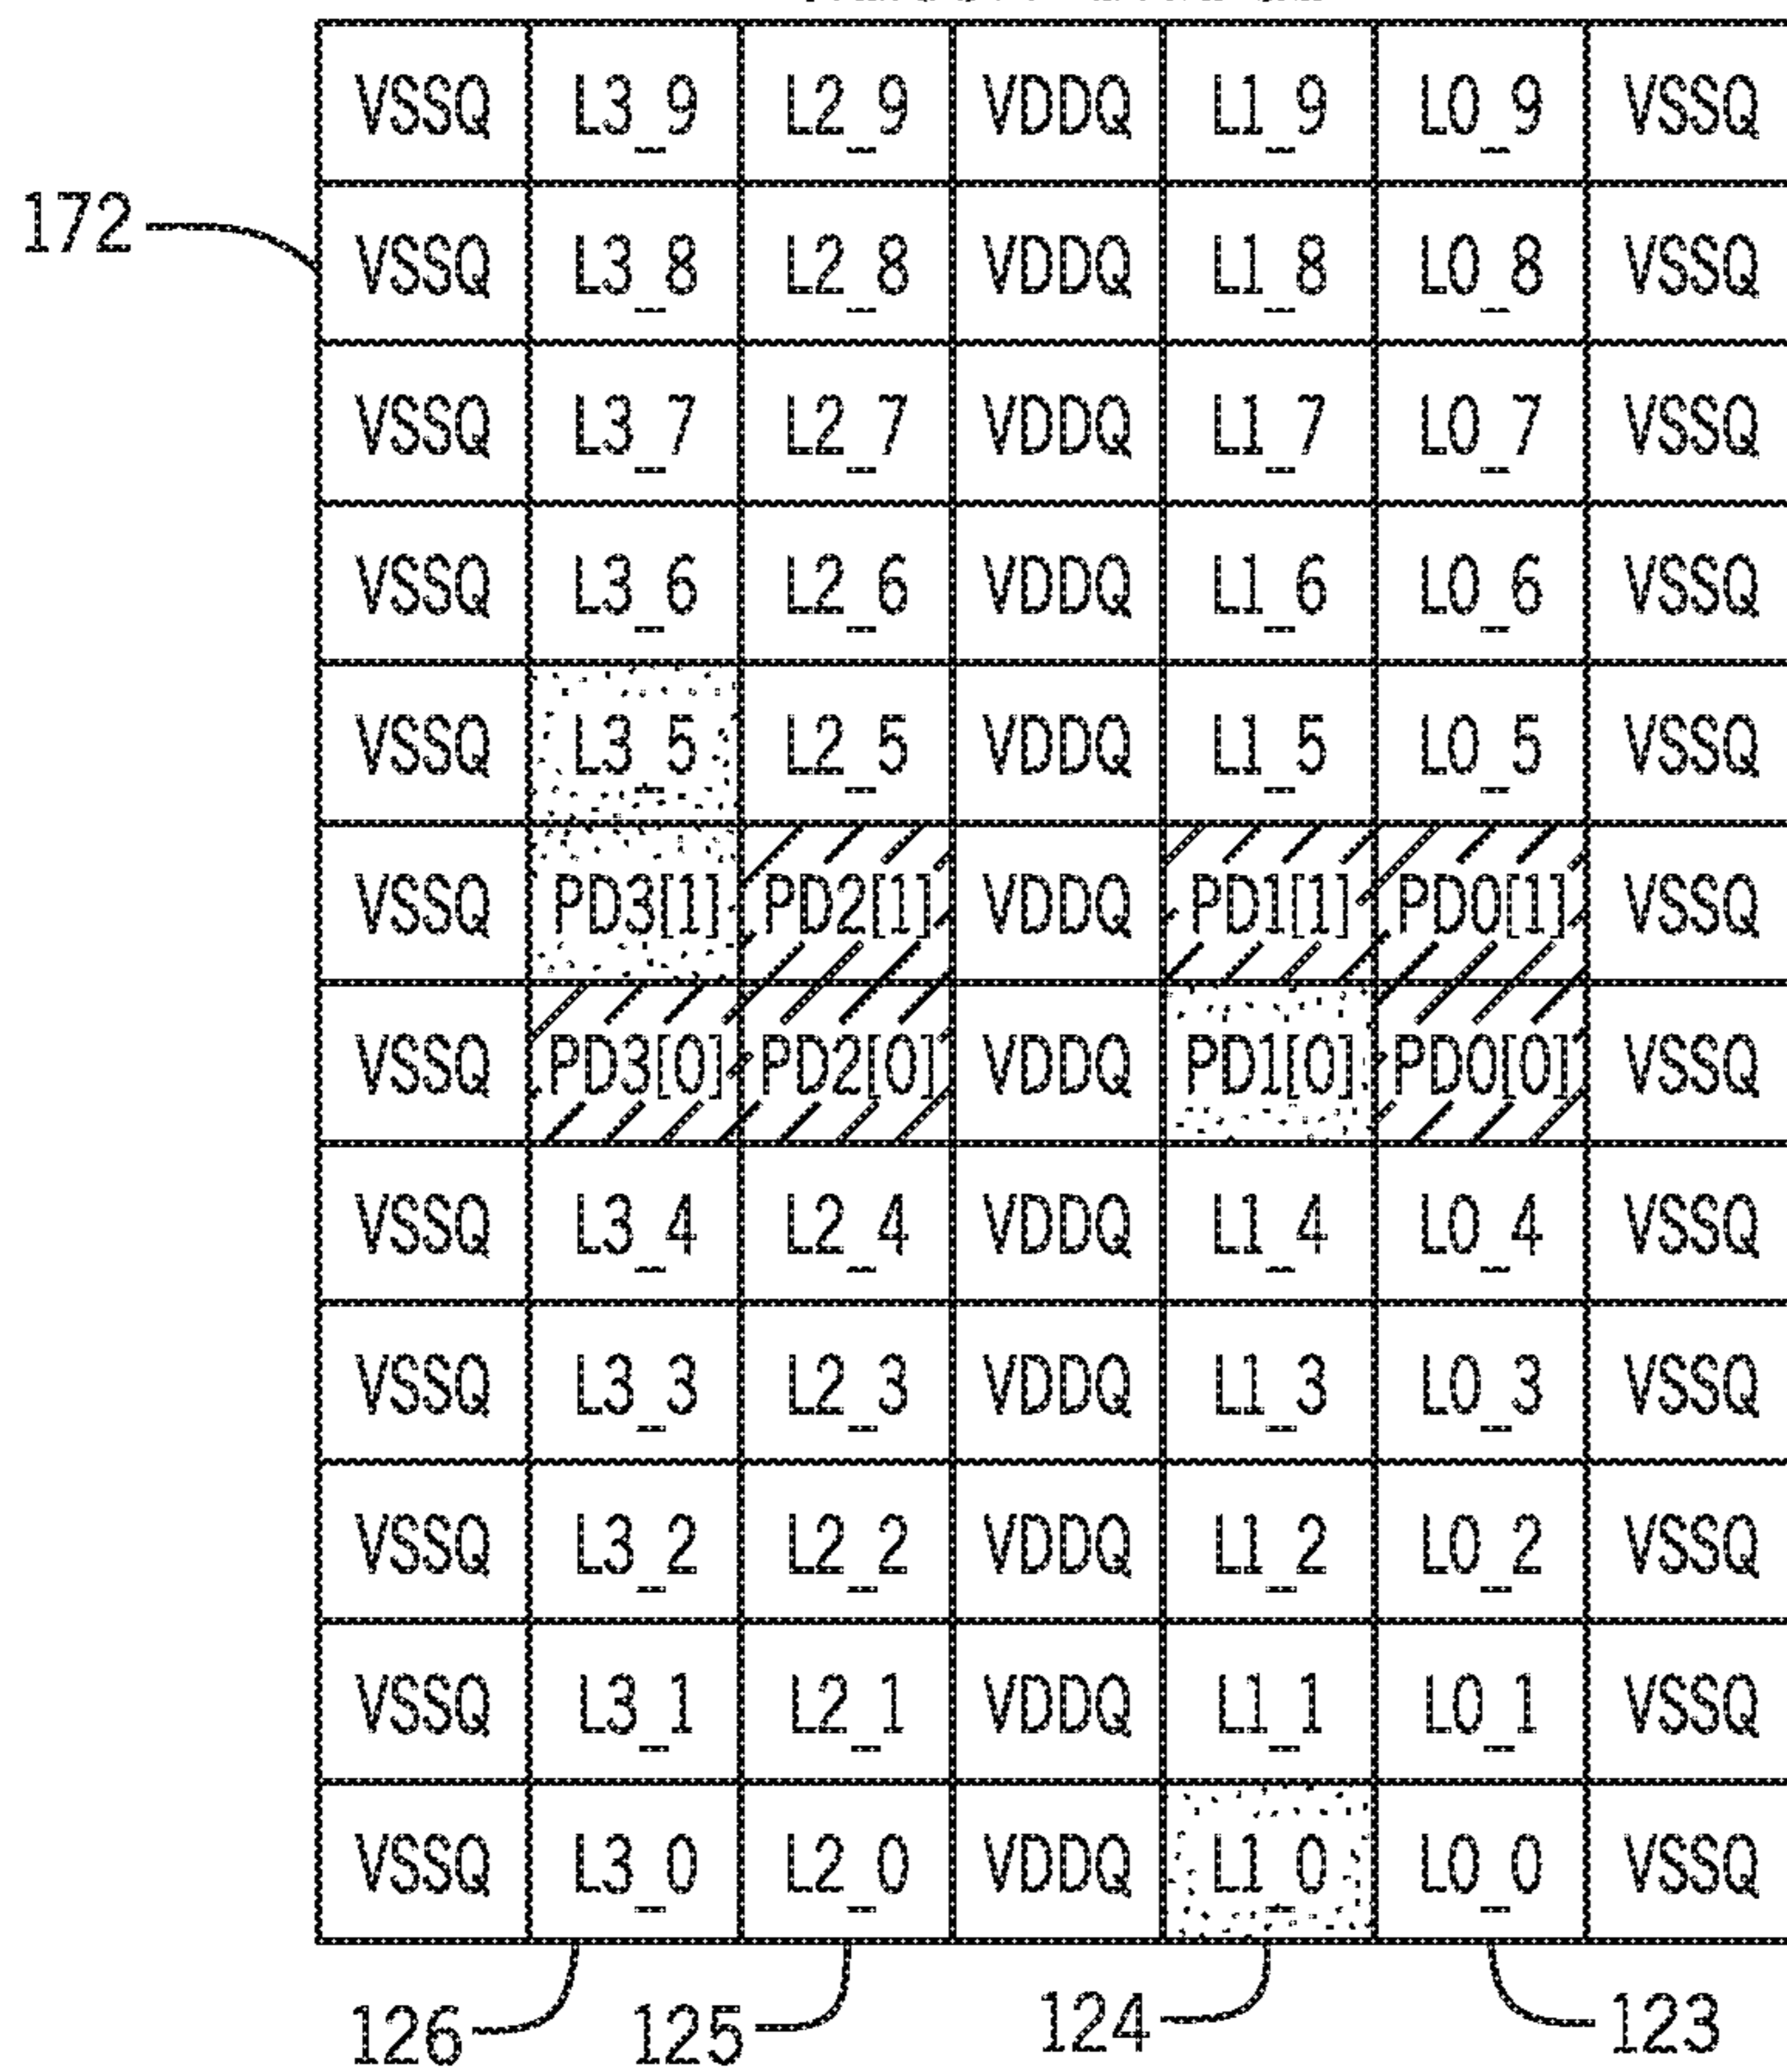 VSSQ L3_9 L2_9 VDDQ L1_9 L0_9 VSSQ
172 VSSQ L3_8 L2_8 VDDQ L1_8 L0_8 VSSQ
VSSQ L3_7 L2_7 VDDQ L1_7 L0_7 VSSQ
VSSQ L3_6 L2_6 VDDQ L1_6 L0_6 VSSQ
VSSQ L3_5 L2_5 VDDQ L1_5 L0_5 VSSQ
VSSQ PD3[1] PD2[1] VDDQ PD1[1] PD0[1] VSSQ
VSSQ PD3[0] PD2[0] VDDQ PD1[0] PD0[0] VSSQ
VSSQ L3_4 L2_4 VDDQ L1_4 L0_4 VSSQ
VSSQ L3_3 L2_3 VDDQ L1_3 L0_3 VSSQ
VSSQ L3_2 L2_2 VDDQ L1_2 L0_2 VSSQ
VSSQ L3_1 L2_1 VDDQ L1_1 L0_1 VSSQ
VSSQ L3_0 L2_0 VDDQ L1_0 L0_0 VSSQ
126 125 124 123